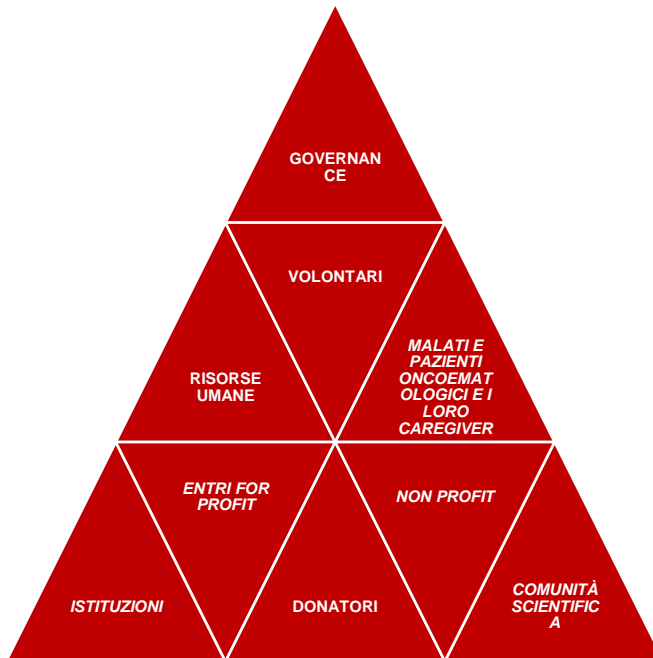 GOVERNAN
CE
VOLONTARI
RISORSE
UMANE
MALATI E
PAZIENTI
ONCOEMAT
OLOGICI E I
LORO
CAREGIVER
ENTRI FOR
PROFIT
NON PROFIT
ISTITUZIONI
DONATORI
COMUNITÀ
SCIENTIFIC
A